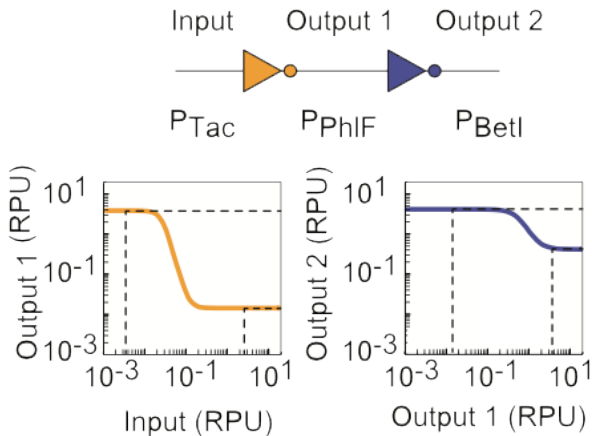 Input Output 1 Output 2
PTac PPhlF PBetI
Output 1 (RPU)
10^1
10^-1
10^-3
10^-3 10^-1 10^1
Input (RPU)
Output 2 (RPU)
10^1
10^-1
10^-3
10^-3 10^-1 10^1
Output 1 (RPU)